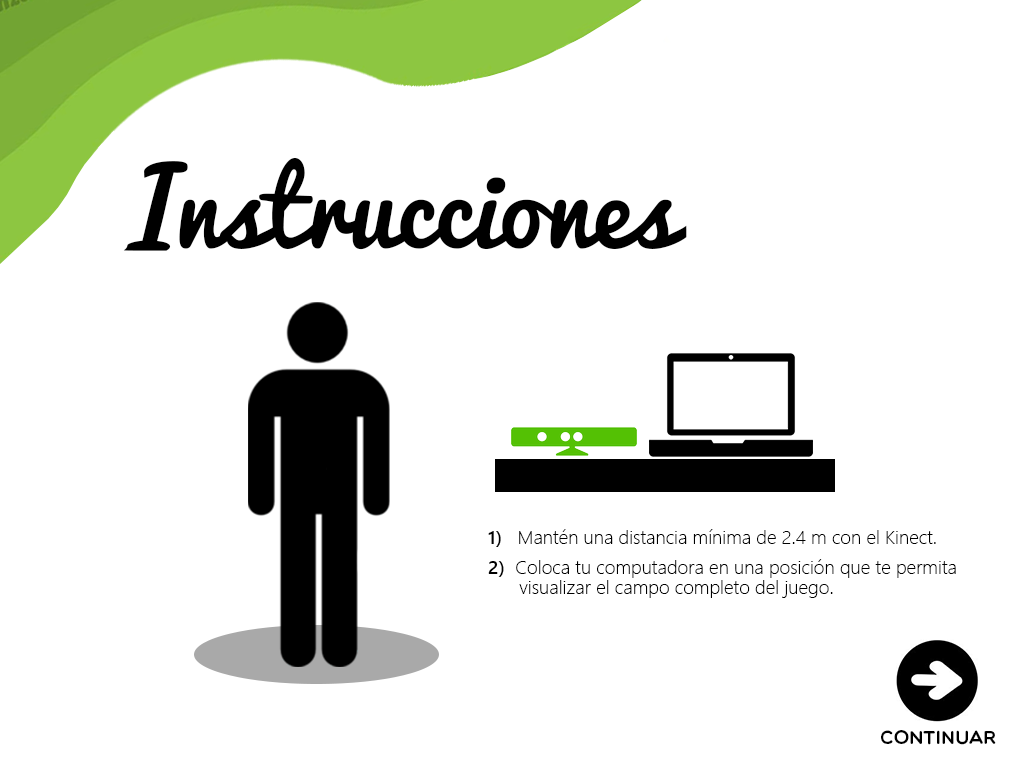 Instrucciones
1) Mantén una distancia mínima de 2.4 m con el Kinect.
2) Coloca tu computadora en una posición que te permita
visualizar el campo completo del juego.
CONTINUAR